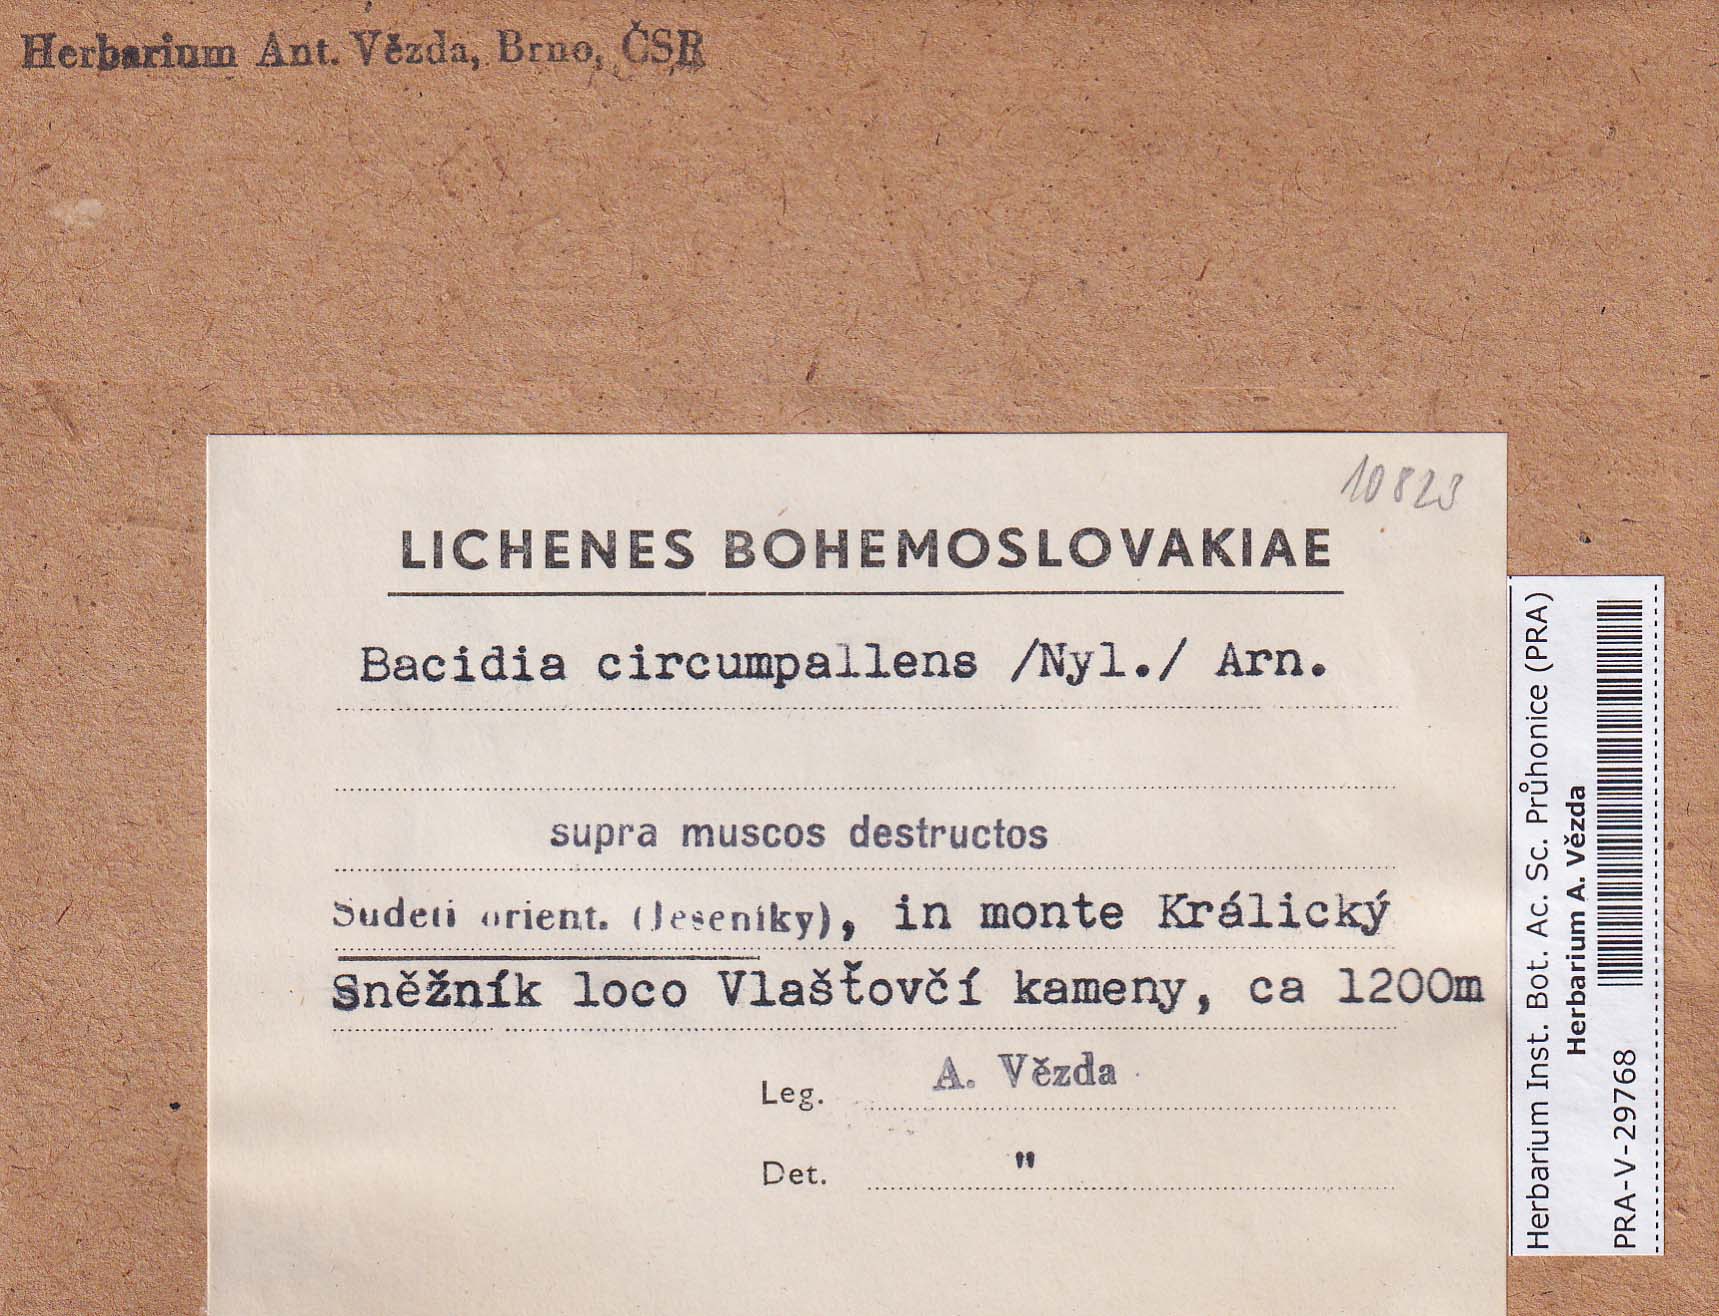 Herbarium Ant. Vězda, Brno, ČSR
10823
LICHENES BOHEMOSLOVAKIAE
Bacidia circumpallens /Nyl./ Arn.
supra muscos destructos
Sudeti orient. (Jeseníky), in monte Králický
Sněžník loco Vlašťovčí kameny, ca 1200m
Leg. A. Vězda
Det. "
Herbarium Inst. Bot. Ac. Sc. Průhonice (PRA)
Herbarium A. Vězda
PRA-V-29768